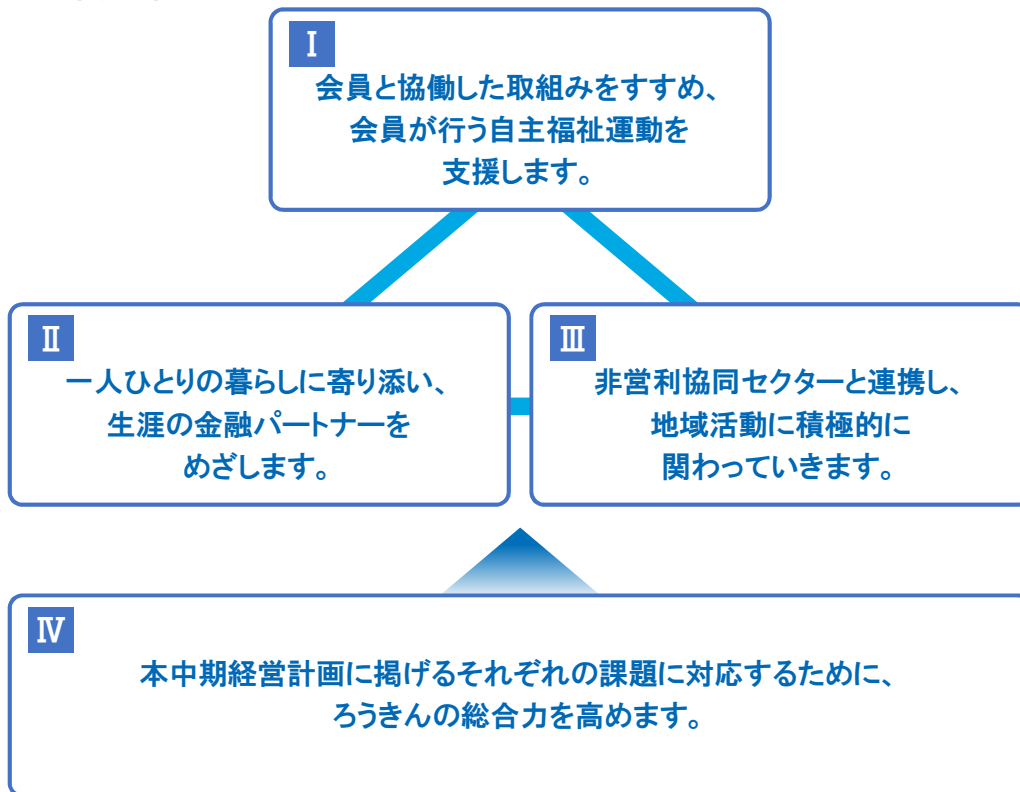 Ⅰ
会員と協働した取組みをすすめ、
会員が行う自主福祉運動を
支援します。
Ⅱ
一人ひとりの暮らしに寄り添い、
生涯の金融パートナーを
めざします。
Ⅲ
非営利協同セクターと連携し、
地域活動に積極的に
関わっていきます。
Ⅳ
本中期経営計画に掲げるそれぞれの課題に対応するために、
ろうきんの総合力を高めます。